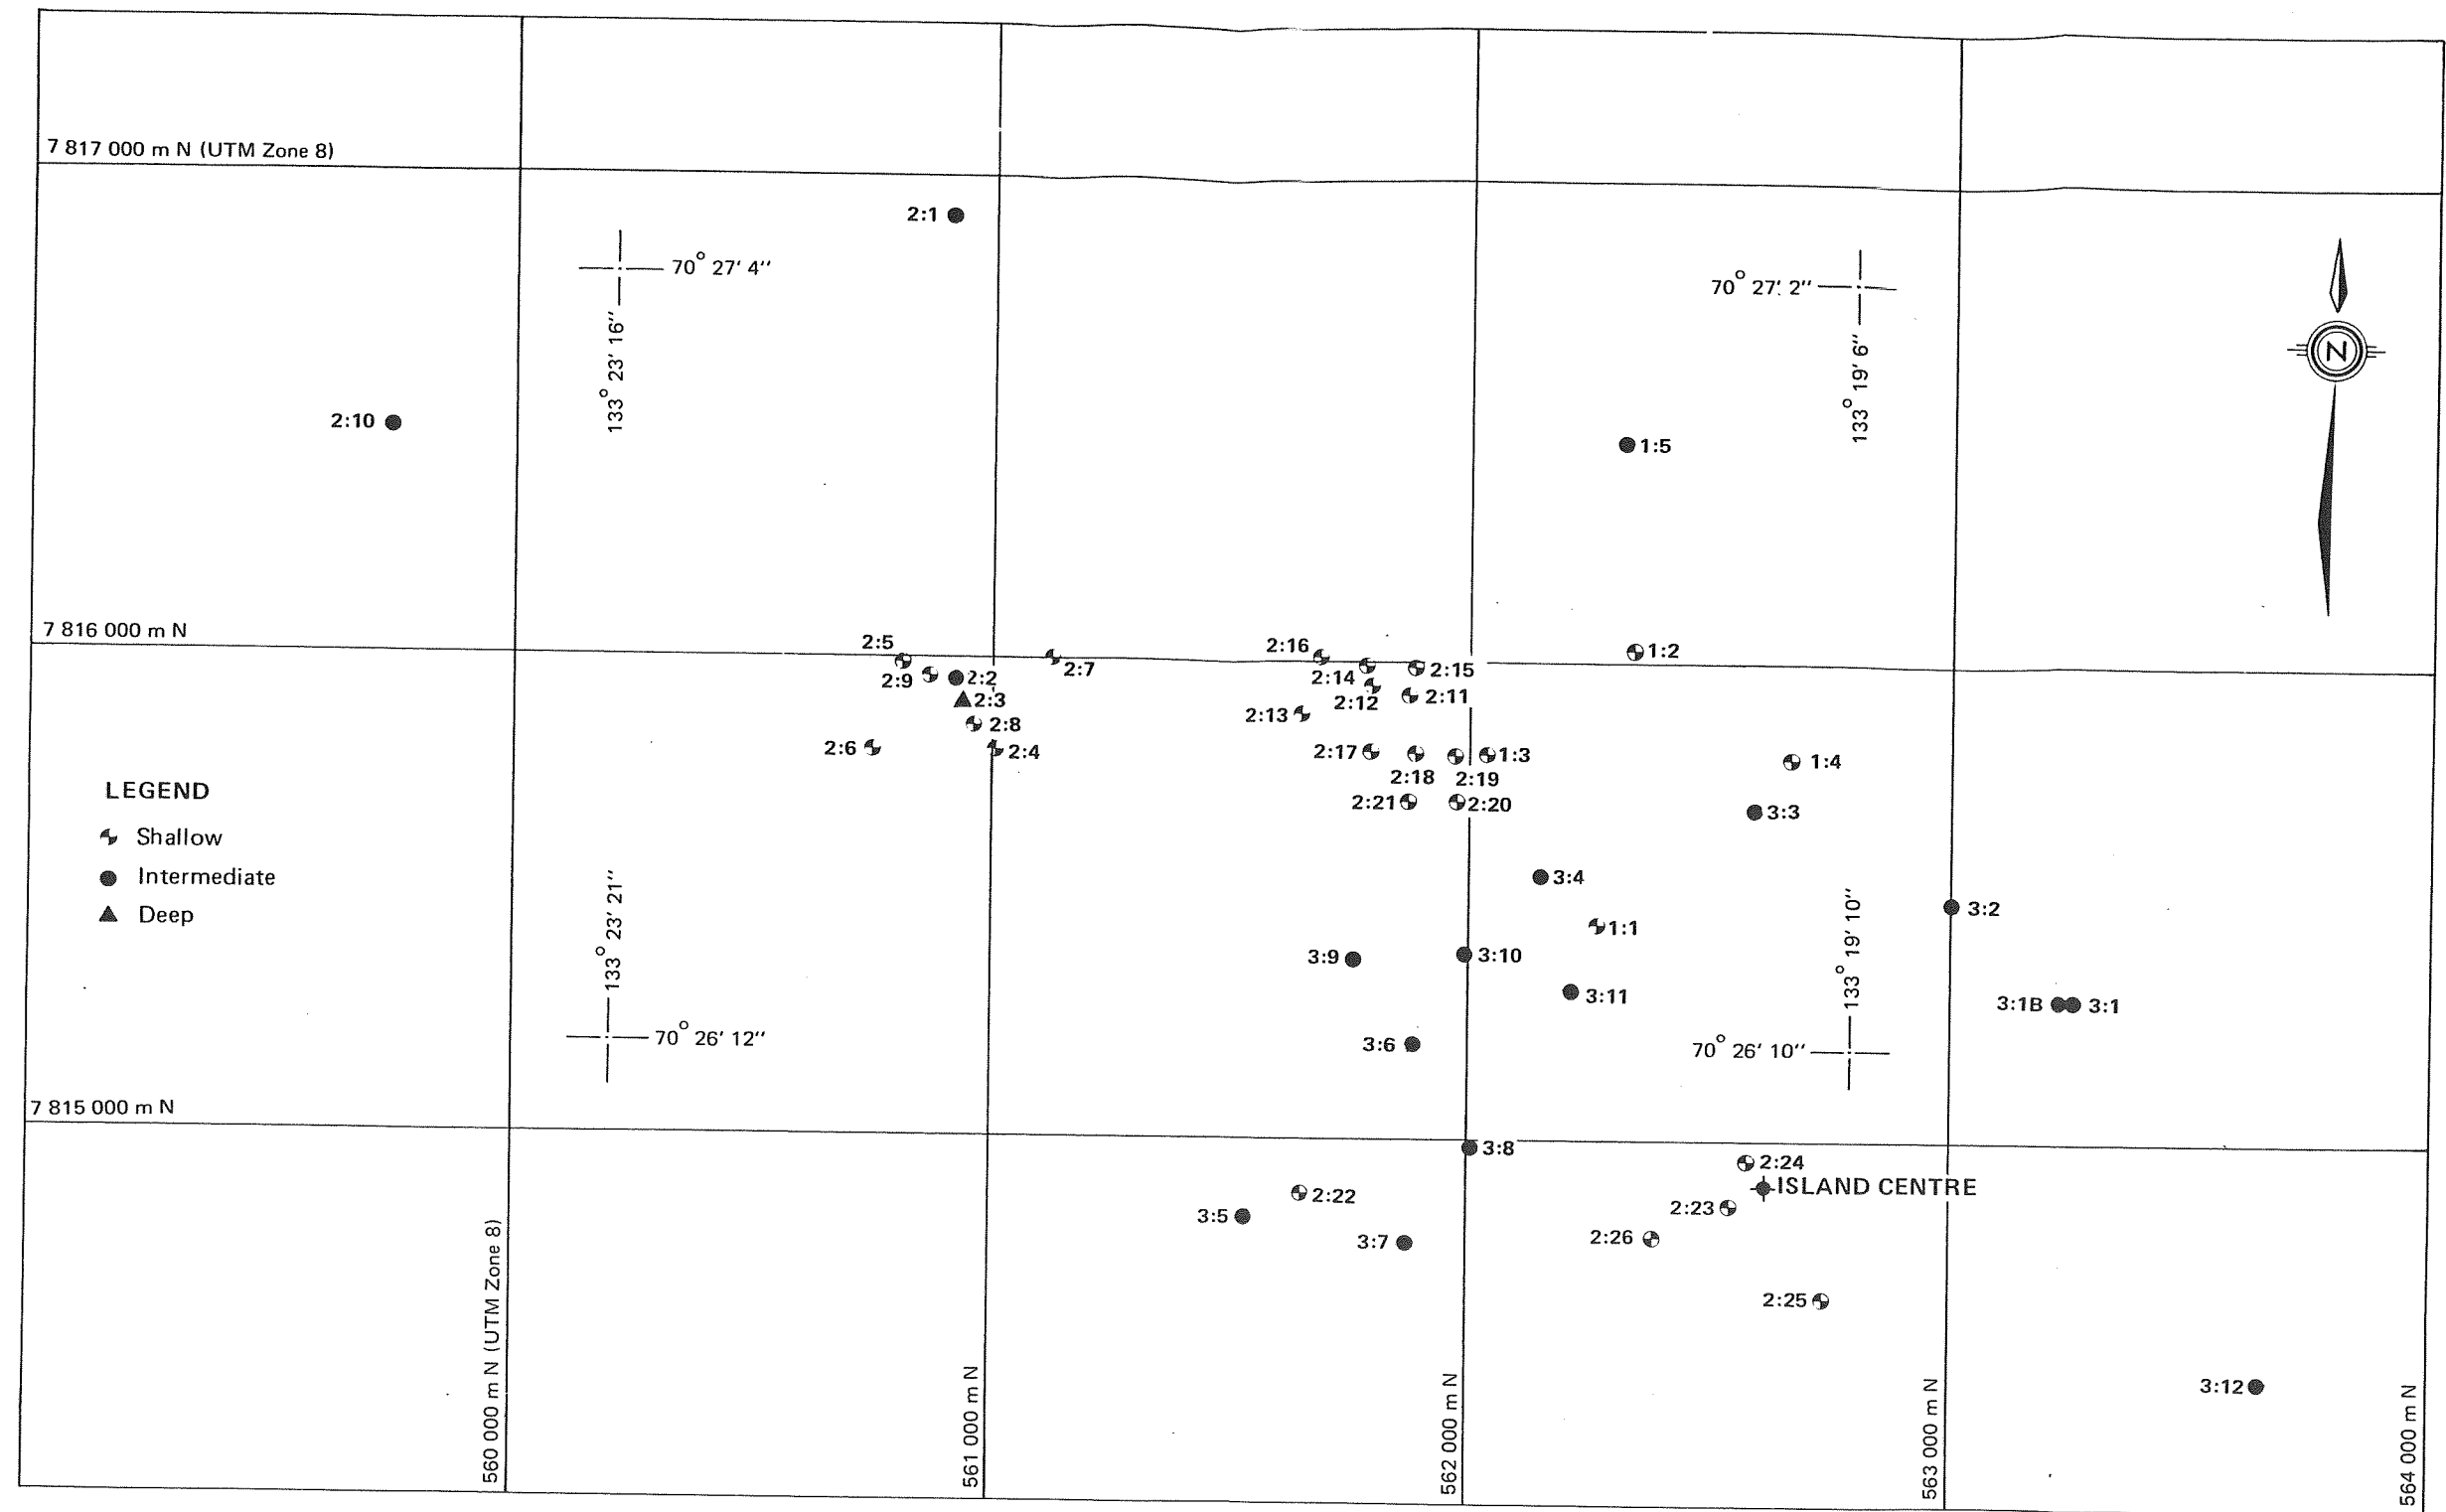 7 817 000 m N (UTM Zone 8)
2:1
70° 27' 4"
70° 27' 2"
133° 23' 16"
133° 19' 6"
N
2:10
1:5
7 816 000 m N
2:5
2:16
1:2
2:7
2:9
2:2
2:14
2:15
2:3
2:12
2:11
2:13
2:8
2:6
2:4
2:17
1:3
1:4
2:18
2:19
LEGEND
2:21
2:20
3:3
Shallow
Intermediate
3:4
Deep
3:2
133° 23' 21"
133° 19' 10"
1:1
3:9
3:10
3:11
3:1B
3:1
70° 26' 12"
3:6
70° 26' 10"
7 815 000 m N
3:8
2:24
ISLAND CENTRE
2:22
2:23
3:5
3:7
2:26
2:25
3:12
560 000 m N (UTM Zone 8)
561 000 m N
562 000 m N
563 000 m N
564 000 m N